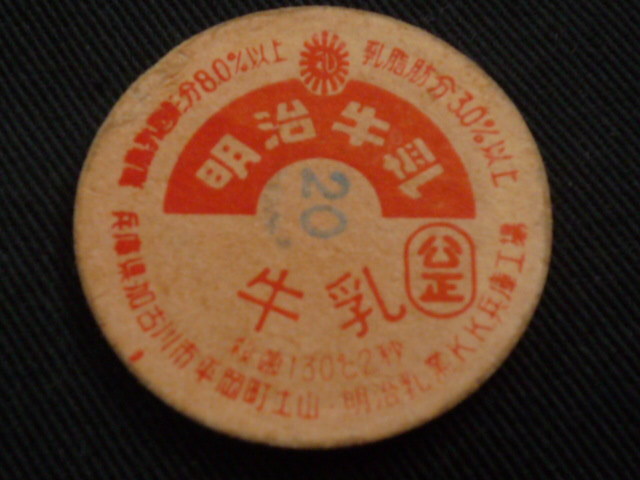 無脂乳固形分8.0%以上
乳脂肪分3.0%以上
明治牛乳
20
牛乳
公正
殺菌130℃2秒
兵庫県加古川市平岡町土山 明治乳業KK兵庫工場